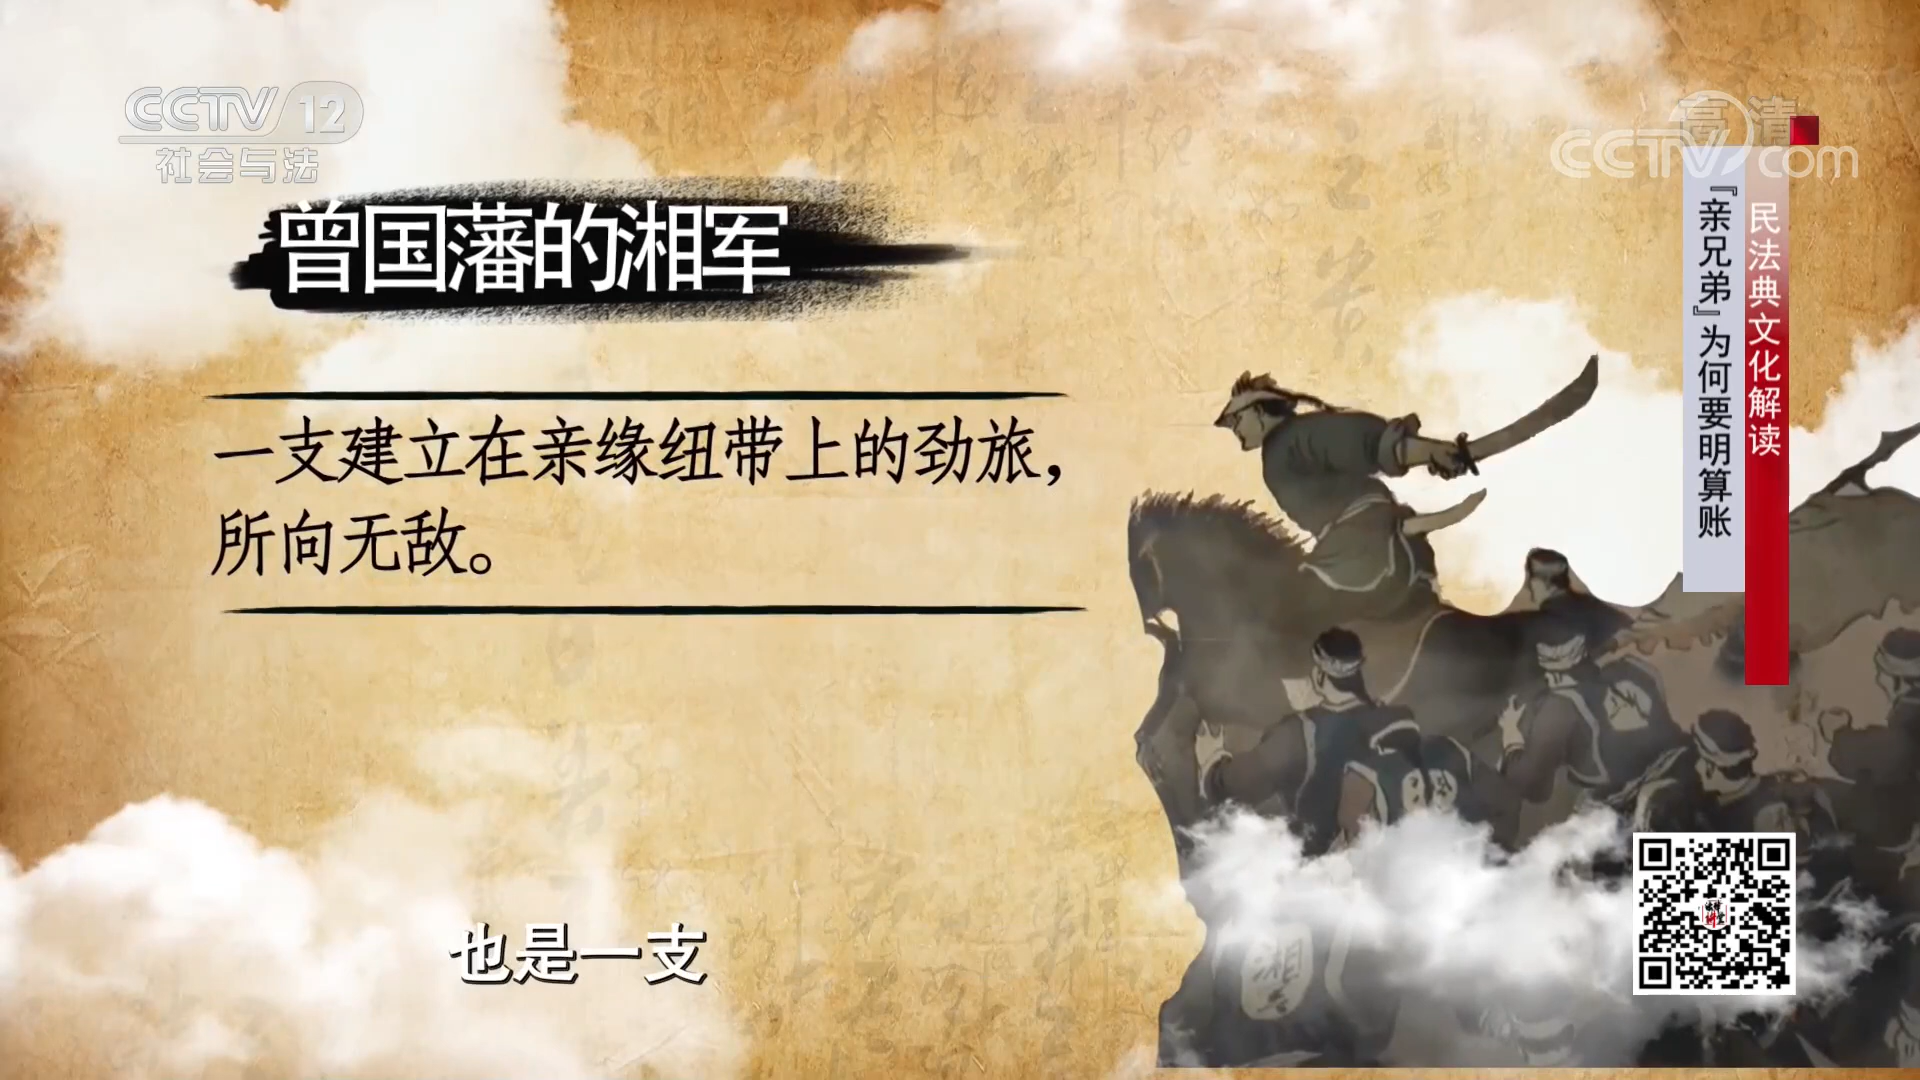 CCTV 12
社会与法
高清
CCTV com
曾国藩的湘军
一支建立在亲缘纽带上的劲旅，
所向无敌。
民法典文化解读
『亲兄弟』为何要明算账
也是一支